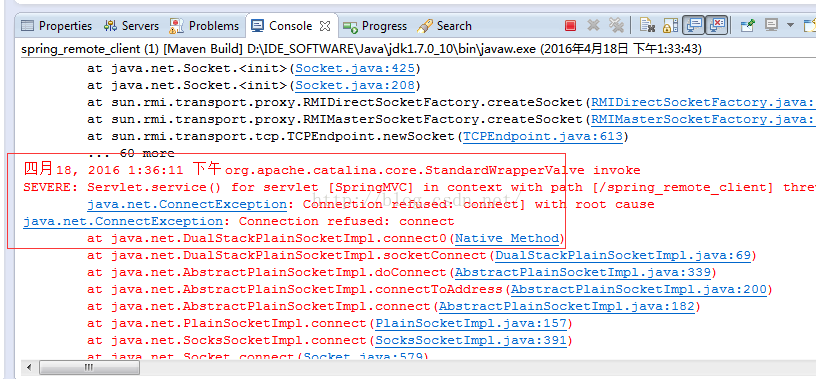 Properties Servers Problems Console Progress Search
spring_remote_client (1) [Maven Build] D:\IDE_SOFTWARE\Java\jdk1.7.0_10\bin\javaw.exe (2016年4月18日 下午1:33:43)
at java.net.Socket.<init>(Socket.java:425)
at java.net.Socket.<init>(Socket.java:208)
at sun.rmi.transport.proxy.RMIDirectSocketFactory.createSocket(RMIDirectSocketFactory.java:
at sun.rmi.transport.proxy.RMIMasterSocketFactory.createSocket(RMIMasterSocketFactory.java:
at sun.rmi.transport.tcp.TCPEndpoint.newSocket(TCPEndpoint.java:613)
... 60 more
四月18, 2016 1:36:11 下午org.apache.catalina.core.StandardWrapperValve invoke
SEVERE: Servlet.service() for servlet [SpringMVC] in context with path [/spring_remote_client] threw
java.net.ConnectException: Connection refused: connect] with root cause
java.net.ConnectException: Connection refused: connect
at java.net.DualStackPlainSocketImpl.connect0(Native Method)
at java.net.DualStackPlainSocketImpl.socketConnect(DualStackPlainSocketImpl.java:69)
at java.net.AbstractPlainSocketImpl.doConnect(AbstractPlainSocketImpl.java:339)
at java.net.AbstractPlainSocketImpl.connectToAddress(AbstractPlainSocketImpl.java:200)
at java.net.AbstractPlainSocketImpl.connect(AbstractPlainSocketImpl.java:182)
at java.net.PlainSocketImpl.connect(PlainSocketImpl.java:157)
at java.net.SocksSocketImpl.connect(SocksSocketImpl.java:391)
at java.net.Socket.connect(Socket.java:579)